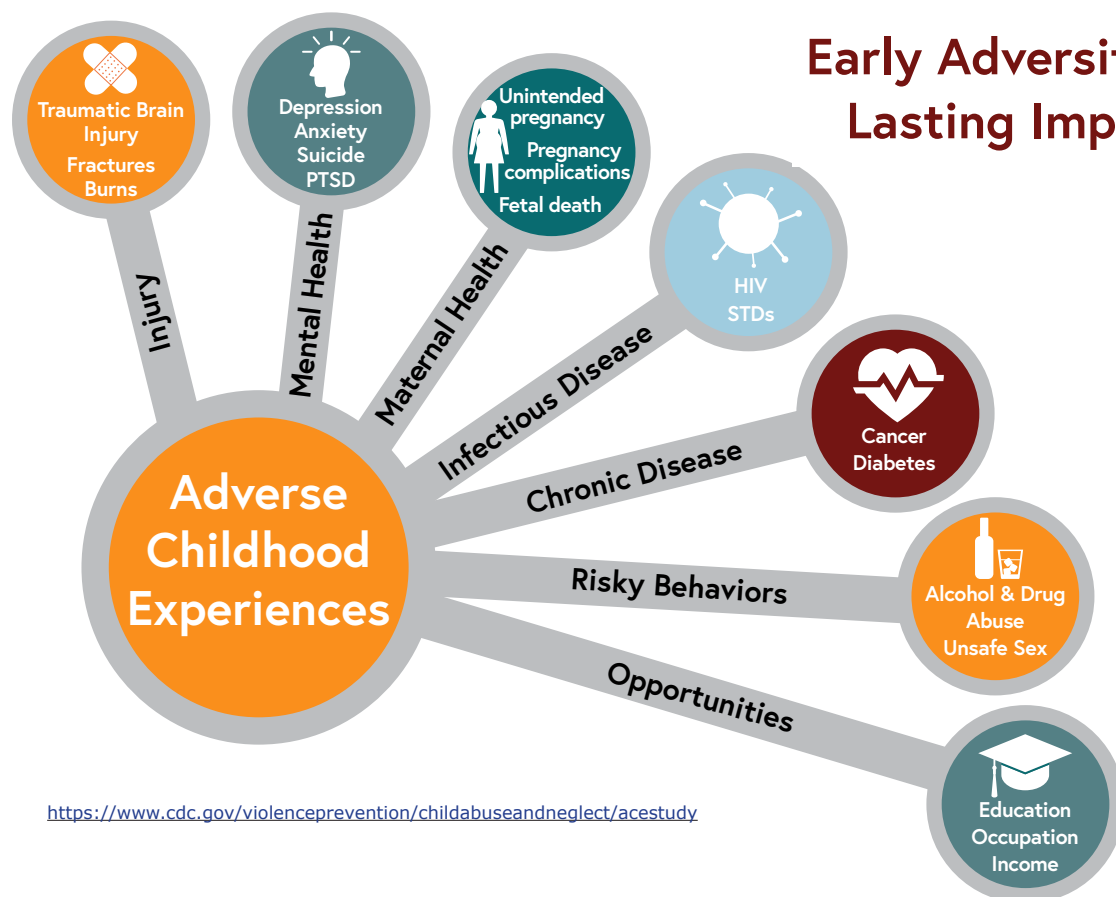 Early Adversit
Lasting Imp
Traumatic Brain
Injury
Fractures
Burns
Injury
Depression
Anxiety
Suicide
PTSD
Mental Health
Unintended
pregnancy
Pregnancy
complications
Fetal death
Maternal Health
HIV
STDs
Infectious Disease
Cancer
Diabetes
Chronic Disease
Alcohol & Drug
Abuse
Unsafe Sex
Risky Behaviors
Education
Occupation
Income
Opportunities
Adverse
Childhood
Experiences
https://www.cdc.gov/violenceprevention/childabuseandneglect/acestudy